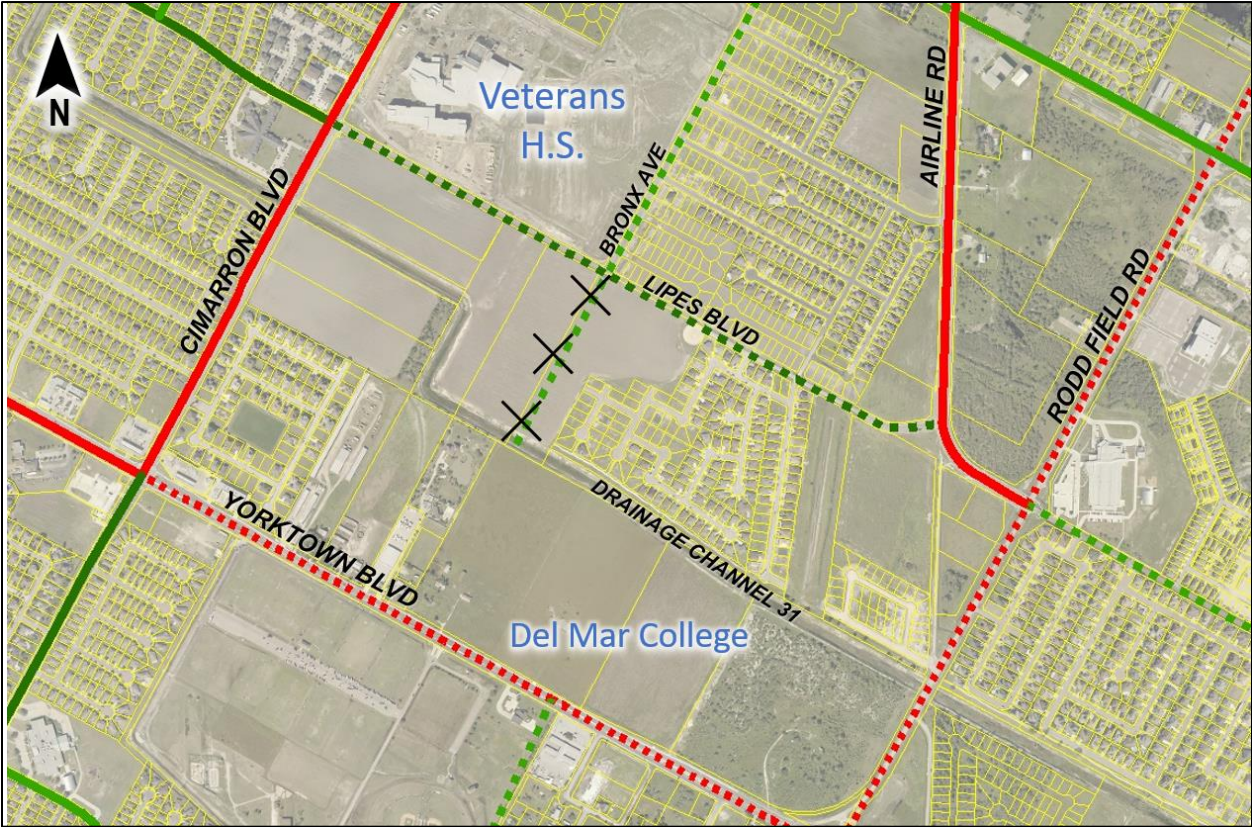 N
Veterans
H.S.
BRONX AVE
AIRLINE RD
CIMARRON BLVD
LIPES BLVD
RODD FIELD RD
YORKTOWN BLVD
DRAINAGE CHANNEL 31
Del Mar College